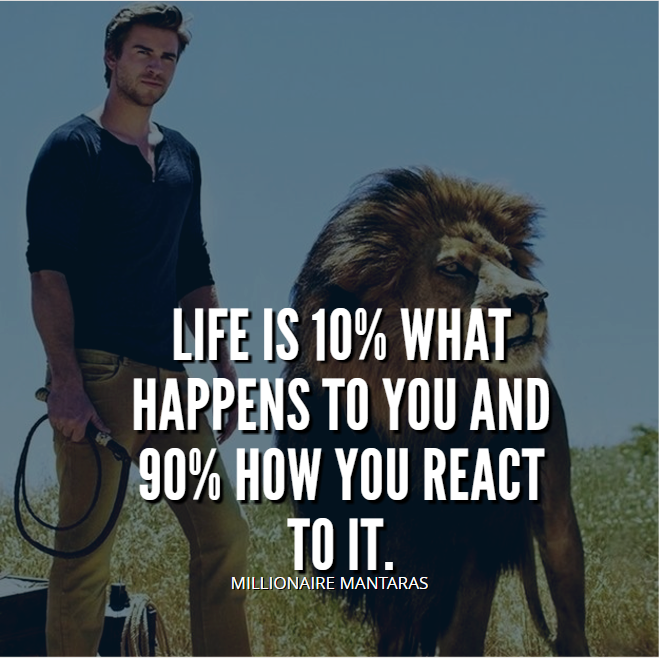 LIFE IS 10% WHAT
HAPPENS TO YOU AND
90% HOW YOU REACT
TO IT.
MILLIONAIRE MANTARAS